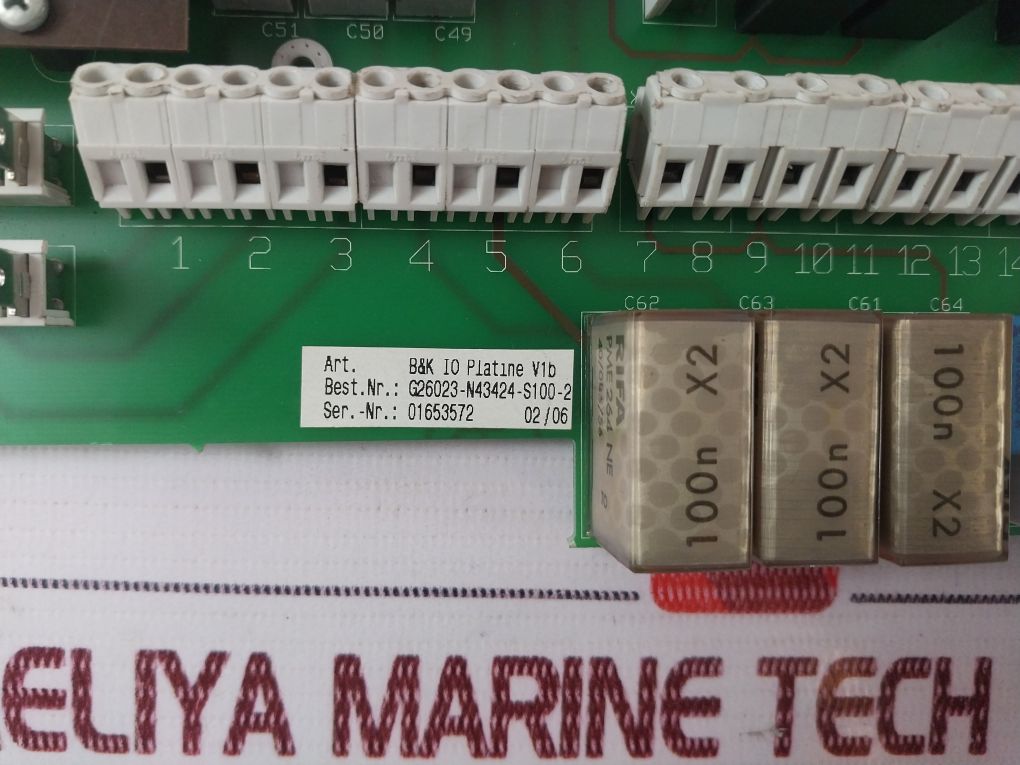 C51 C50 C49
1 2 3 4 5 6 7 8 9 10 11 12 13 14
C62 C63 C61 C64
Art. B&K IO Platine V1b
Best.Nr.: G26023-N43424-S100-2
Ser.-Nr.: 01653572 02/06
RIFA
PME264 NE
100n X2
100n X2
100n X2
ELIYA MARINE TECH